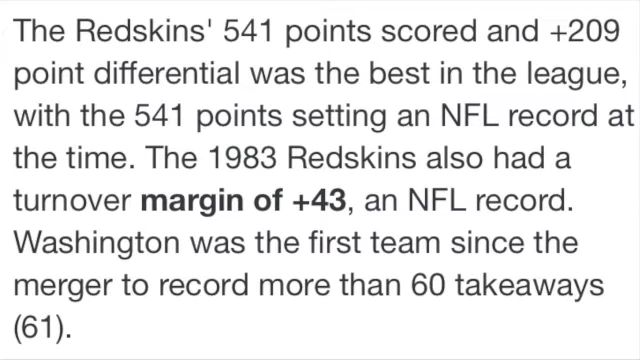 The Redskins' 541 points scored and +209
point differential was the best in the league,
with the 541 points setting an NFL record at
the time. The 1983 Redskins also had a
turnover margin of +43, an NFL record.
Washington was the first team since the
merger to record more than 60 takeaways
(61).